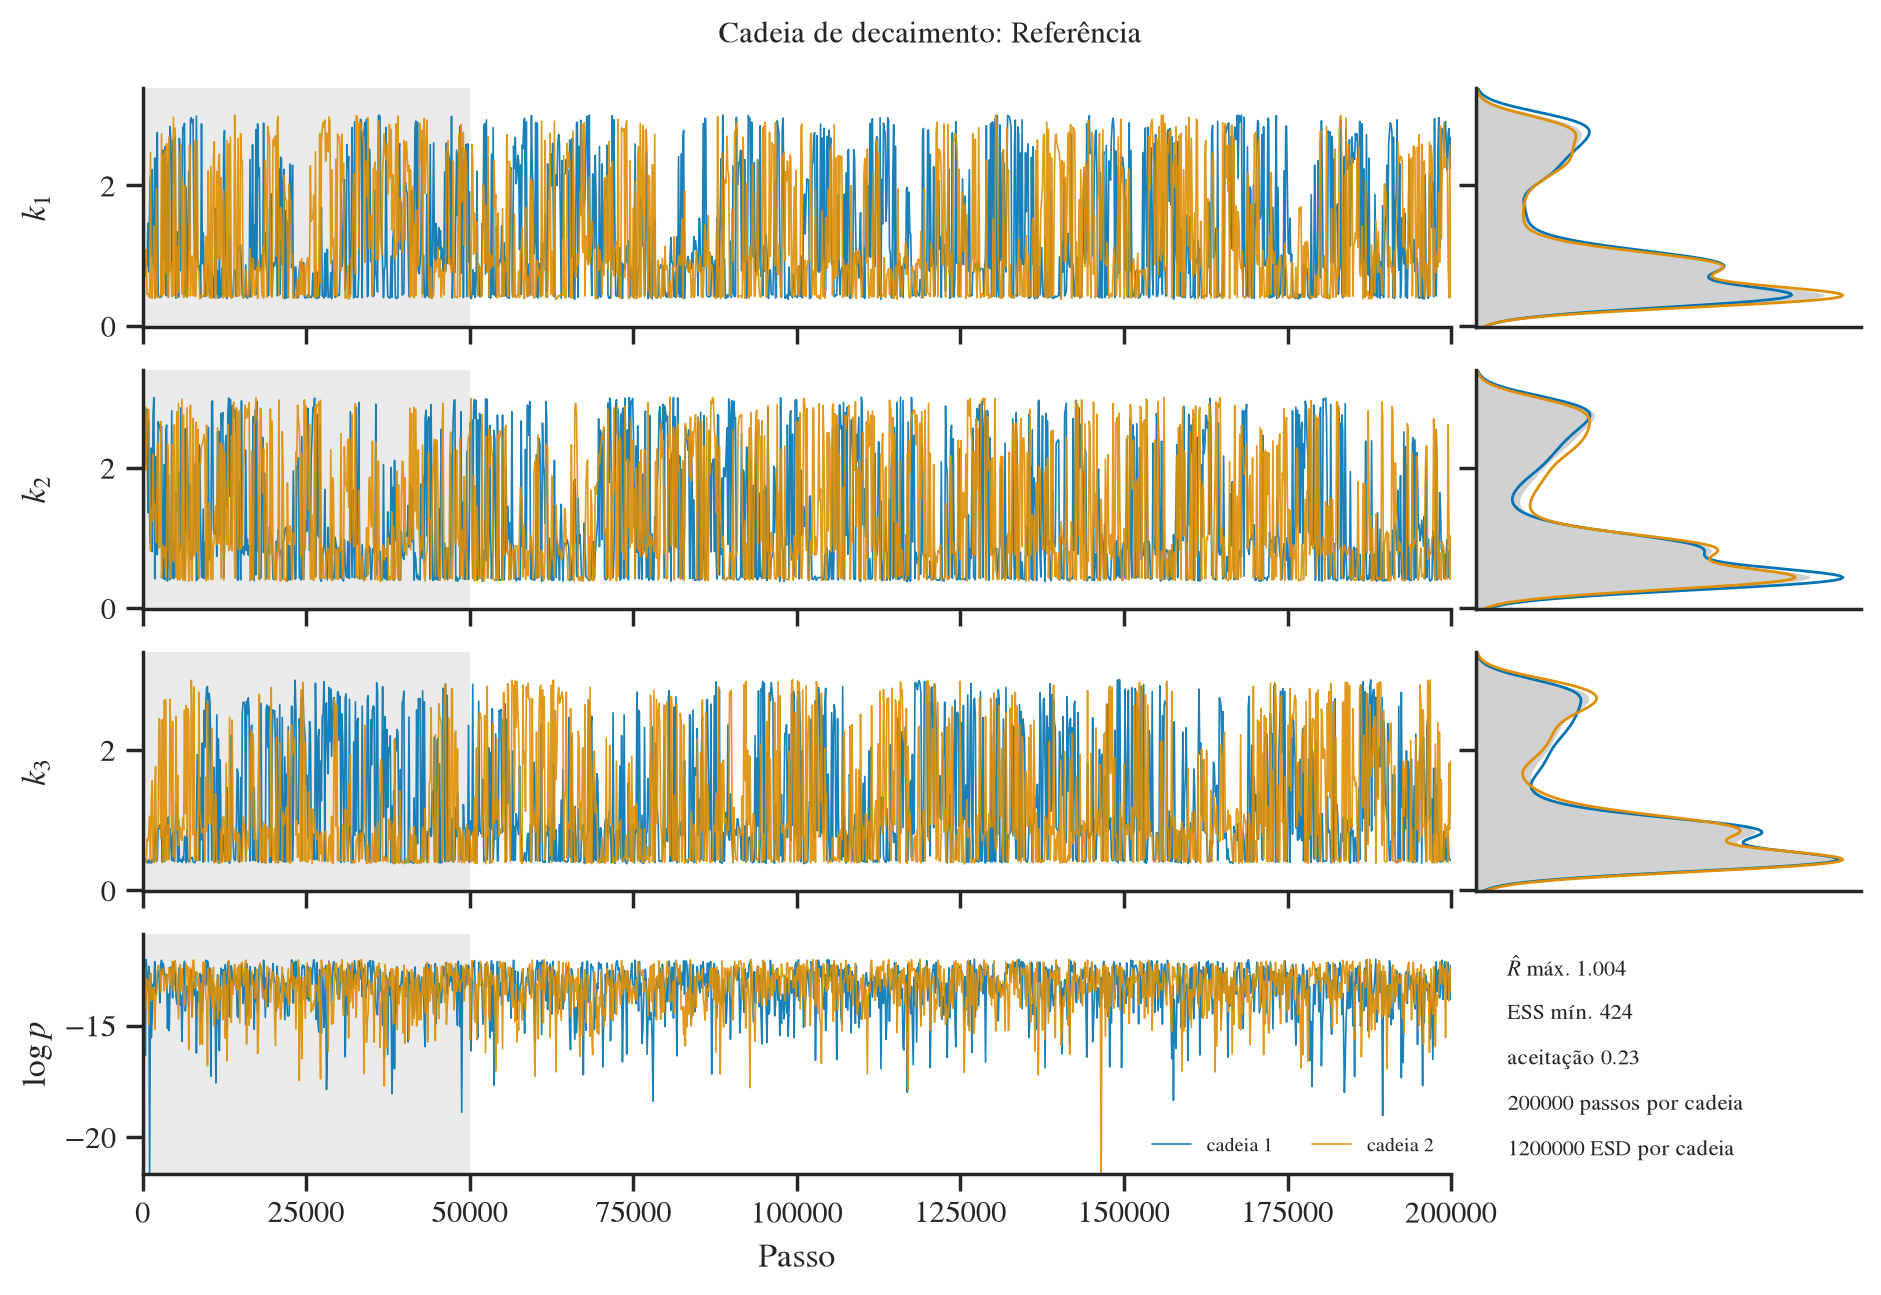 Cadeia de decaimento: Referência
k1
2
0
k2
2
0
k3
2
0
log p
−15
−20
R̂ máx. 1.004
ESS mín. 424
aceitação 0.23
200000 passos por cadeia
1200000 ESD por cadeia
cadeia 1 cadeia 2
0 25000 50000 75000 100000 125000 150000 175000 200000
Passo